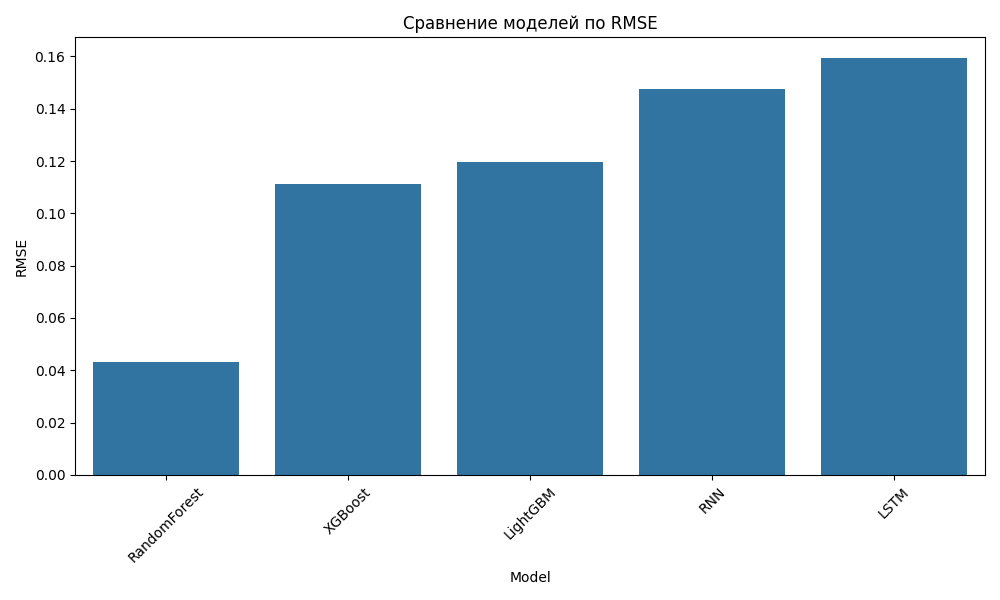 Сравнение моделей по RMSE
0.16
0.14
0.12
0.10
0.08
0.06
0.04
0.02
0.00
RMSE
RandomForest
XGBoost
LightGBM
RNN
LSTM
Model